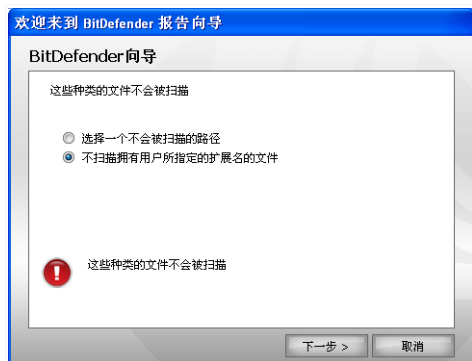 欢迎来到 BitDefender 报告向导
BitDefender向导
这些种类的文件不会被扫描
选择一个不会被扫描的路径
不扫描拥有用户所指定的扩展名的文件
这些种类的文件不会被扫描
下一步 >
取消